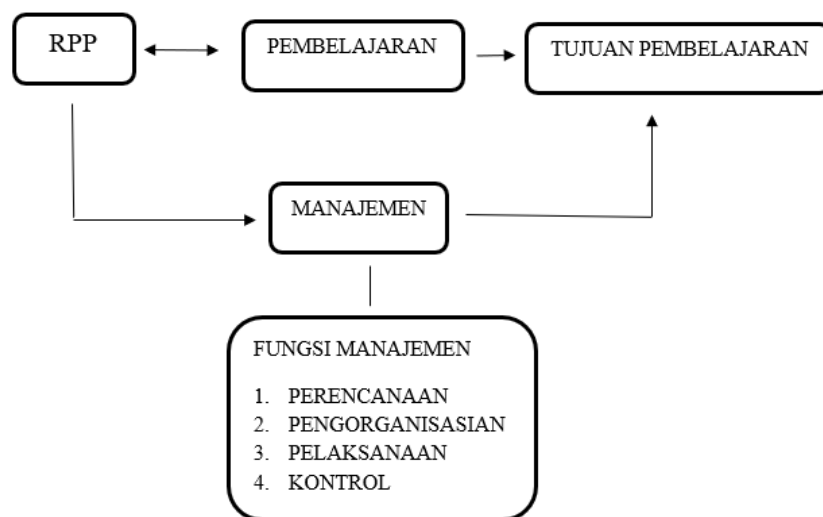 RPP
PEMBELAJARAN
TUJUAN PEMBELAJARAN
MANAJEMEN
FUNGSI MANAJEMEN
1. PERENCANAAN
2. PENGORGANISASIAN
3. PELAKSANAAN
4. KONTROL